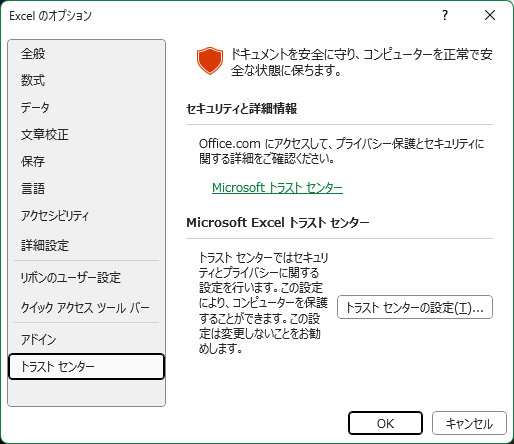 Excel のオプション
?
全般
数式
データ
文章校正
保存
言語
アクセシビリティ
詳細設定
リボンのユーザー設定
クイック アクセス ツール バー
アドイン
トラスト センター
ドキュメントを安全に守り、コンピューターを正常で安
全な状態に保ちます。
セキュリティと詳細情報
Office.com にアクセスして、プライバシー保護とセキュリティに
関する詳細をご確認ください。
Microsoft トラスト センター
Microsoft Excel トラスト センター
トラスト センターではセキュリ
ティとプライバシーに関する
設定を行います。この設定
により、コンピューターを保護
することができます。この設
定は変更しないことをお勧
めします。
トラスト センターの設定(T)...
OK
キャンセル